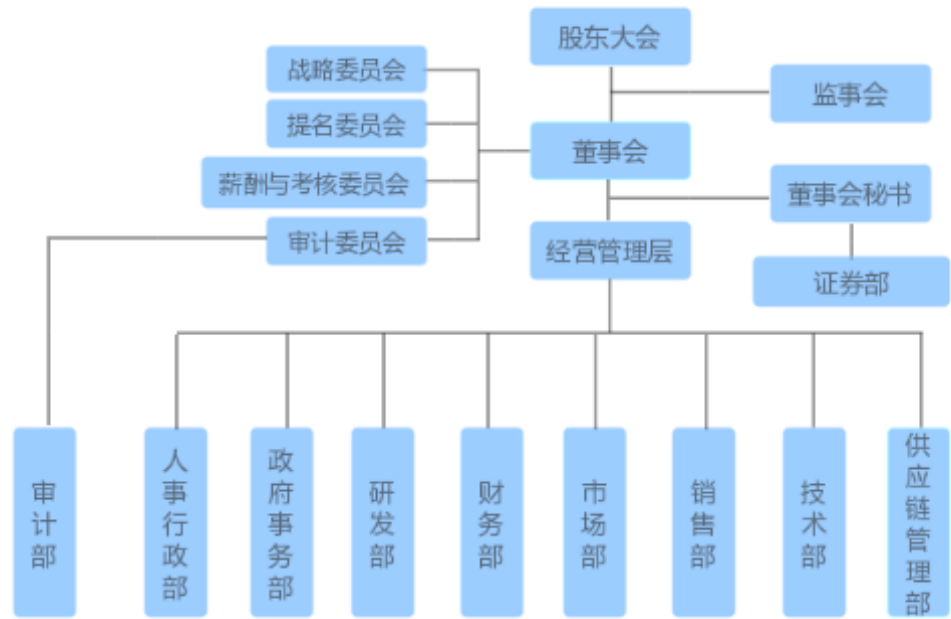 股东大会
战略委员会
监事会
提名委员会
董事会
薪酬与考核委员会
董事会秘书
审计委员会
经营管理层
证券部
审计部
人事行政部
政府事务部
研发部
财务部
市场部
销售部
技术部
供应链管理部